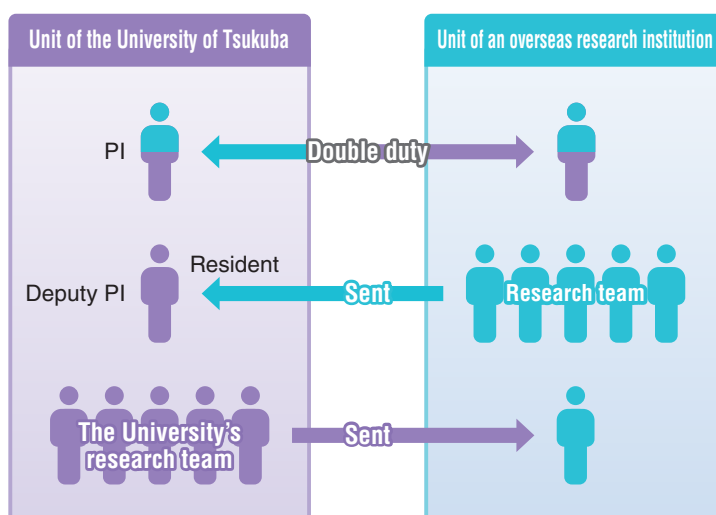 Unit of the University of Tsukuba
Unit of an overseas research institution
PI
Double duty
Resident
Deputy PI
Sent
Research team
The University's
research team
Sent